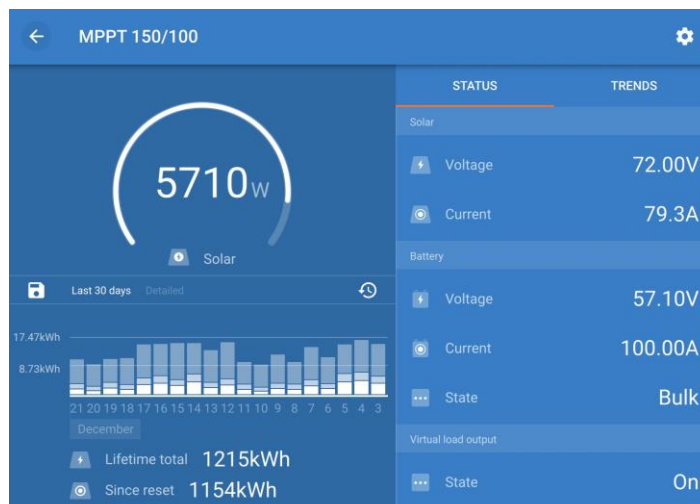 MPPT 150/100
5710W
Solar
Last 30 days Detailed
17.47kWh
8.73kWh
21 20 19 18 17 16 15 14 13 12 11 10 9 8 7 6 5 4 3
December
Lifetime total 1215kWh
Since reset 1154kWh
STATUS TRENDS
Solar
Voltage 72.00V
Current 79.3A
Battery
Voltage 57.10V
Current 100.00A
State Bulk
Virtual load output
State On